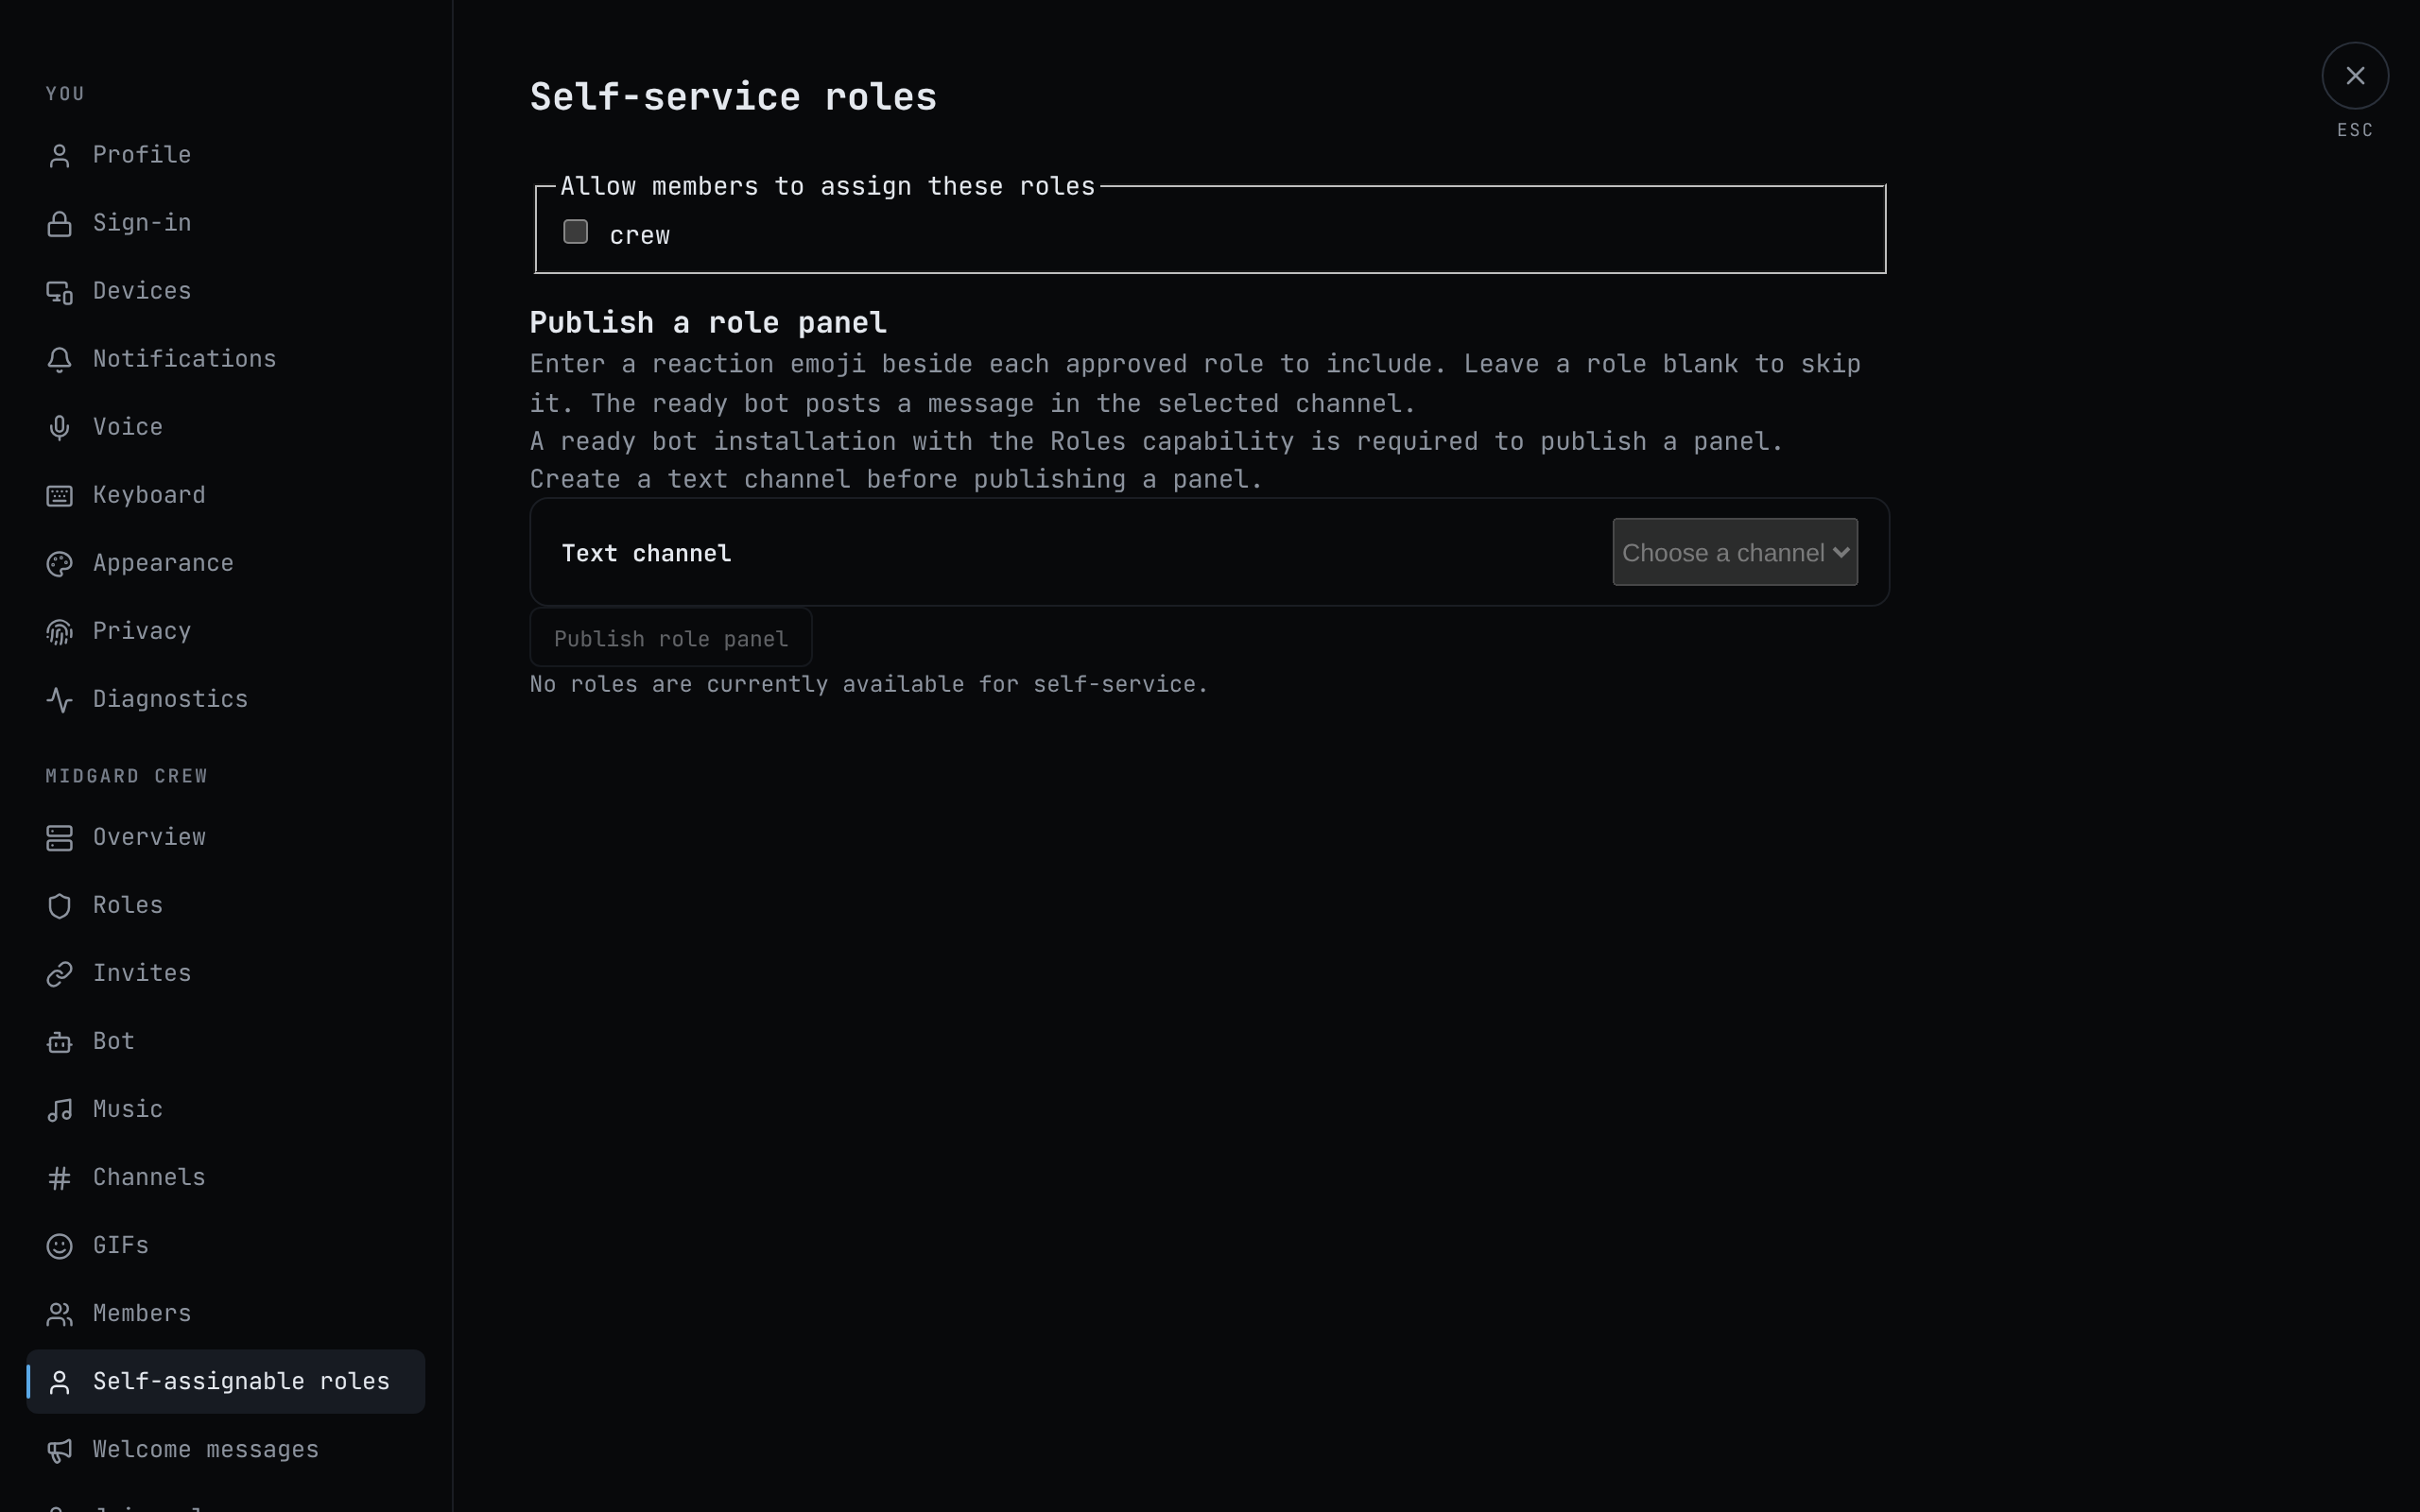 YOU
Profile
Sign-in
Devices
Notifications
Voice
Keyboard
Appearance
Privacy
Diagnostics
MIDGARD CREW
Overview
Roles
Invites
Bot
Music
Channels
GIFs
Members
Self-assignable roles
Welcome messages
Self-service roles
Allow members to assign these roles
crew
Publish a role panel
Enter a reaction emoji beside each approved role to include. Leave a role blank to skip
it. The ready bot posts a message in the selected channel.
A ready bot installation with the Roles capability is required to publish a panel.
Create a text channel before publishing a panel.
Text channel
Choose a channel
Publish role panel
No roles are currently available for self-service.
ESC